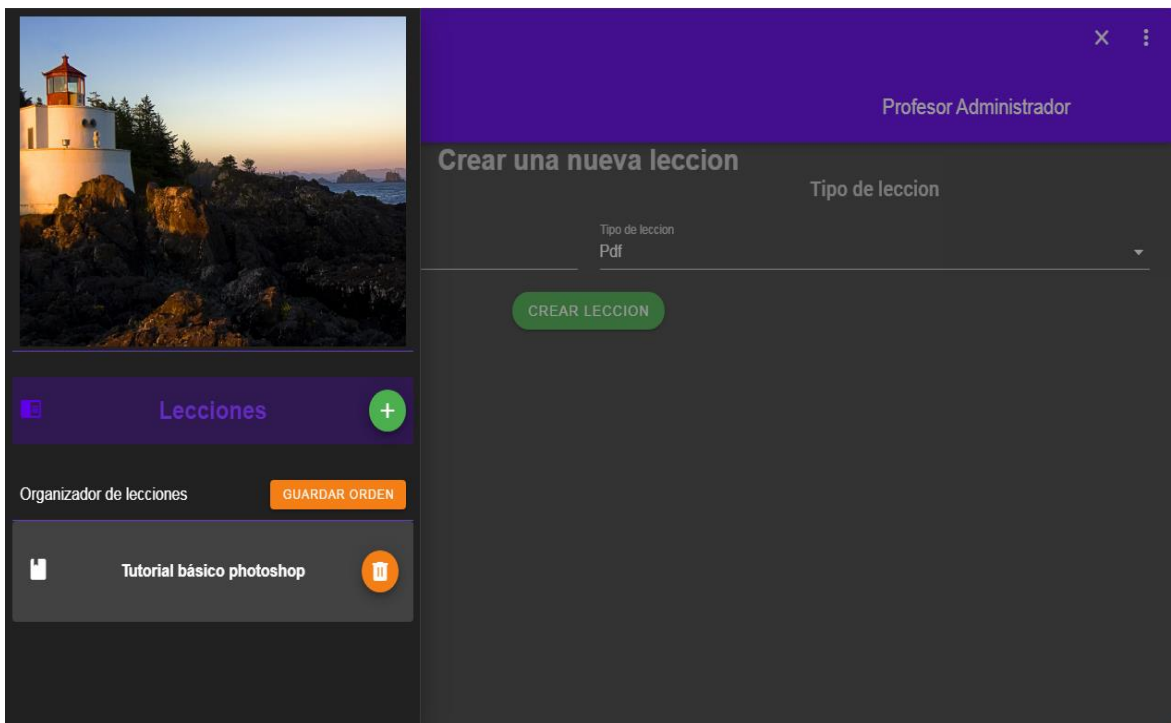 Profesor Administrador
Crear una nueva leccion
Tipo de leccion
Tipo de leccion
Pdf
CREAR LECCION
Lecciones
Organizador de lecciones
GUARDAR ORDEN
Tutorial básico photoshop